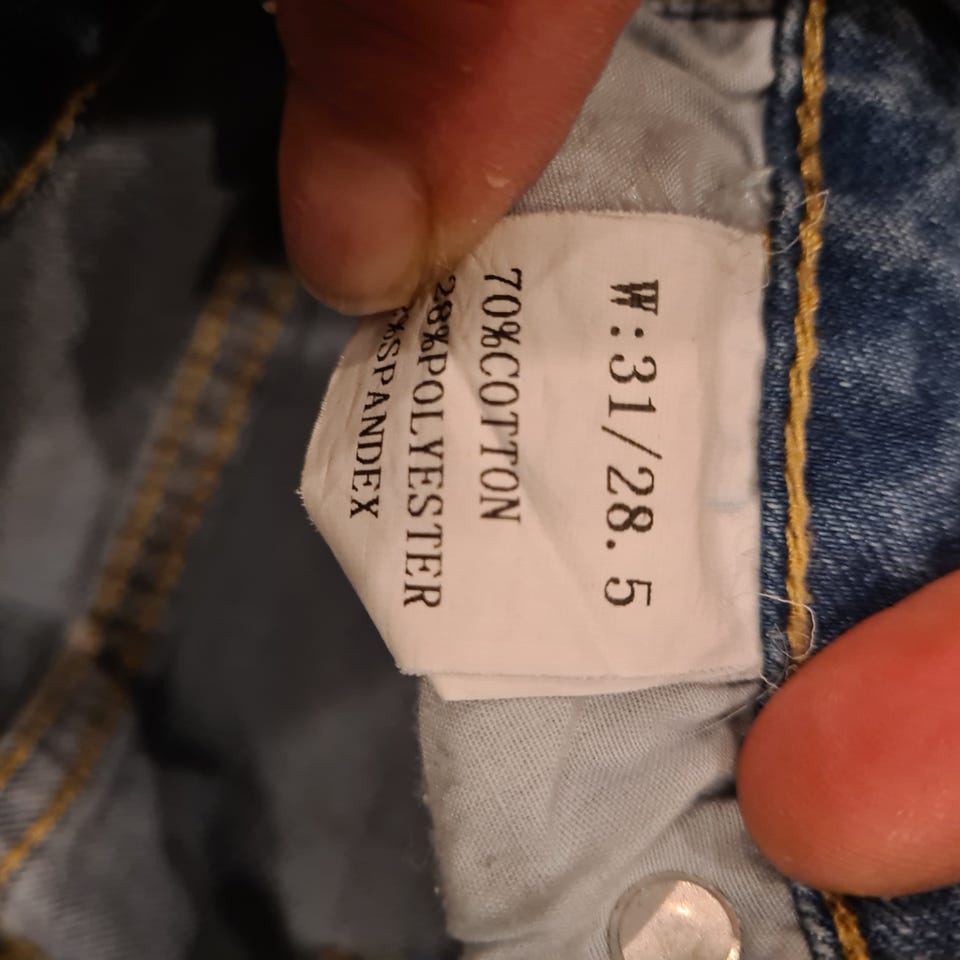 W:31/28.5
70%COTTON
28%POLYESTER
%SPANDEX